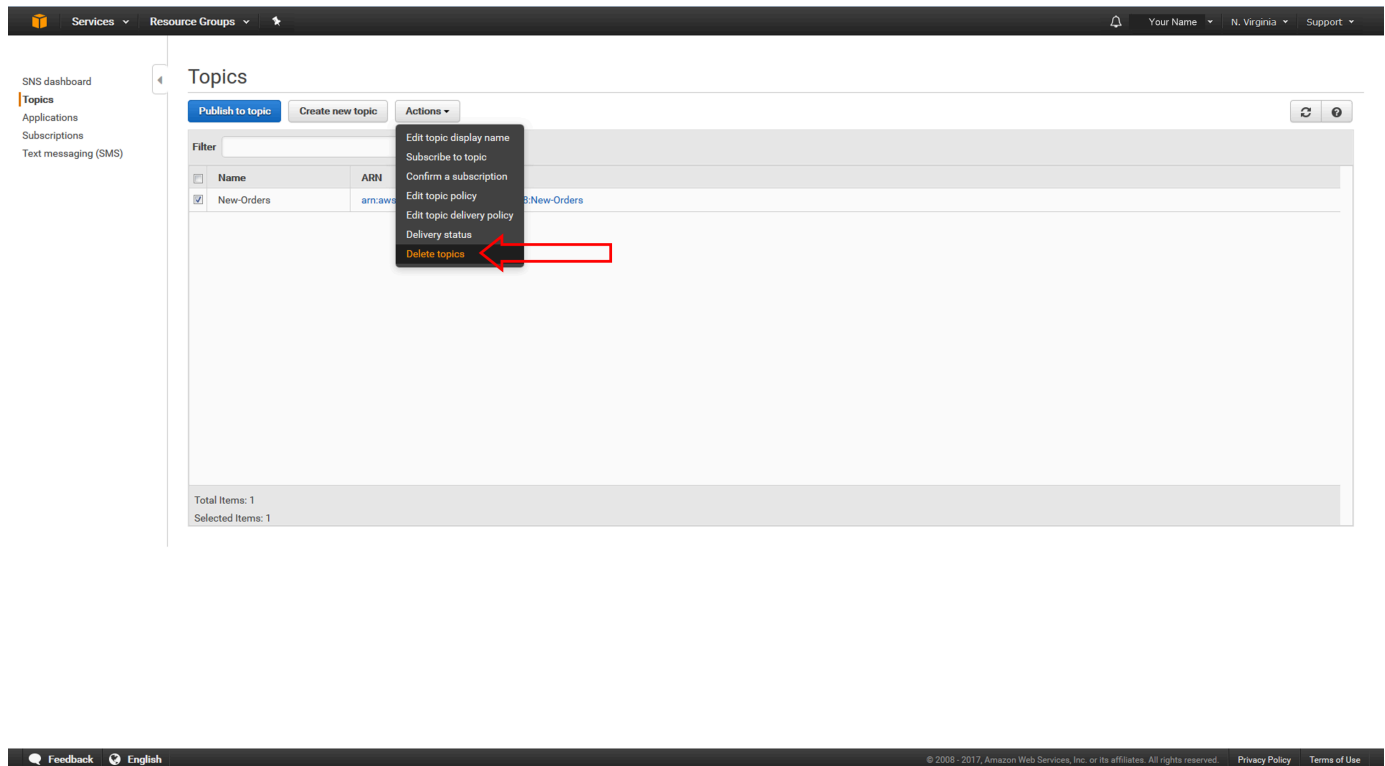 Services Resource Groups Your Name N. Virginia Support
SNS dashboard
Topics
Applications
Subscriptions
Text messaging (SMS)
Topics
Publish to topic Create new topic Actions
Edit topic display name
Subscribe to topic
Confirm a subscription
Edit topic policy
Edit topic delivery policy
Delivery status
Delete topics
Filter
Name ARN
New-Orders arn:aws 8:New-Orders
Total Items: 1
Selected Items: 1
Feedback English © 2008 - 2017, Amazon Web Services, Inc. or its affiliates. All rights reserved. Privacy Policy Terms of Use